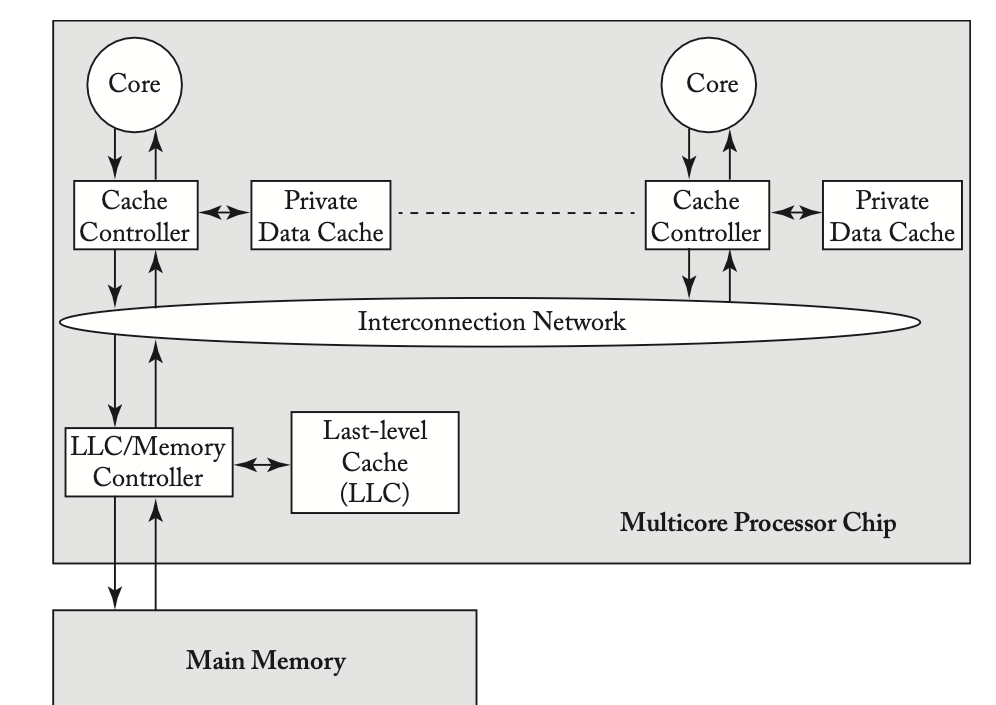 Core
Core
Cache
Controller
Private
Data Cache
Cache
Controller
Private
Data Cache
Interconnection Network
LLC/Memory
Controller
Last-level
Cache
(LLC)
Multicore Processor Chip
Main Memory